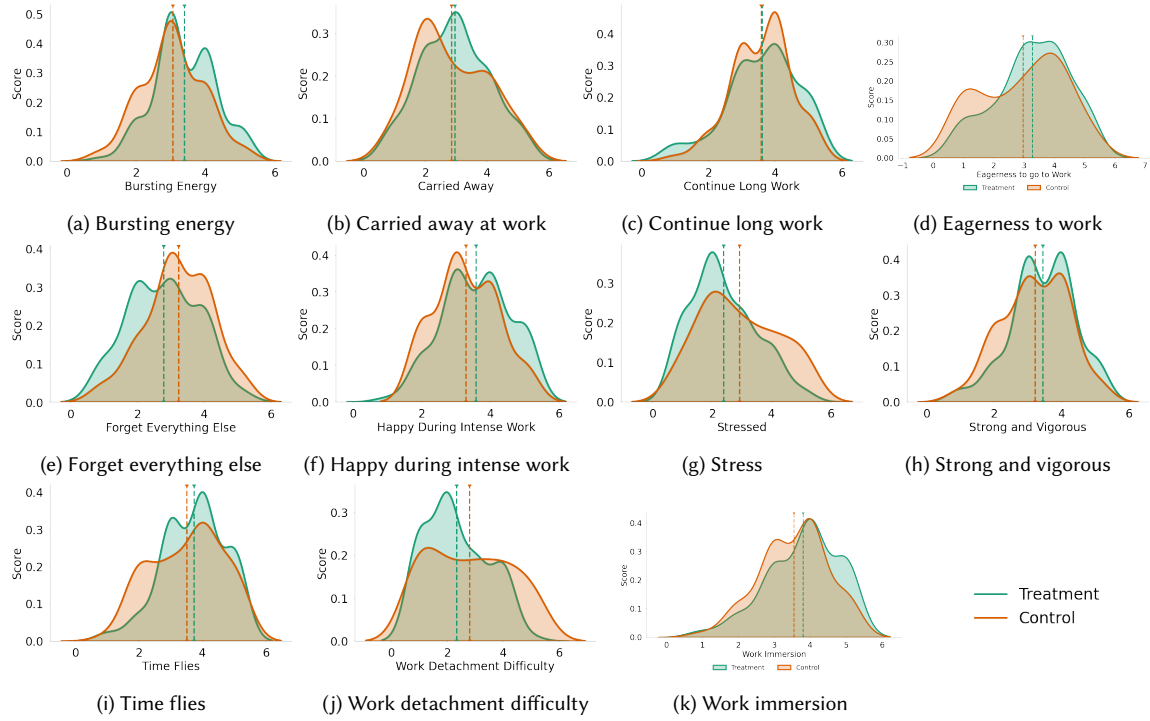 0.5
0.4
0.3
0.2
0.1
0.0
Score
0 2 4 6
Bursting Energy
(a) Bursting energy
0.3
0.2
0.1
0.0
Score
0 2 4 6
Carried Away
(b) Carried away at work
0.4
0.3
0.2
0.1
0.0
Score
0 2 4 6
Continue Long Work
(c) Continue long work
0.30
0.25
0.20
0.15
0.10
0.05
0.00
Score
−1 0 1 2 3 4 5 6 7
Eagerness to go to Work
Treatment Control
(d) Eagerness to work
0.4
0.3
0.2
0.1
0.0
Score
0 2 4 6
Forget Everything Else
(e) Forget everything else
0.4
0.3
0.2
0.1
0.0
Score
0 2 4 6
Happy During Intense Work
(f) Happy during intense work
0.3
0.2
0.1
0.0
Score
0 2 4 6
Stressed
(g) Stress
0.4
0.3
0.2
0.1
0.0
Score
0 2 4 6
Strong and Vigorous
(h) Strong and vigorous
0.4
0.3
0.2
0.1
0.0
Score
0 2 4 6
Time Flies
(i) Time flies
0.3
0.2
0.1
0.0
Score
0 2 4 6
Work Detachment Difficulty
(j) Work detachment difficulty
0.4
0.3
0.2
0.1
0.0
Score
0 1 2 3 4 5 6
Work Immersion
Treatment Control
(k) Work immersion
Treatment
Control